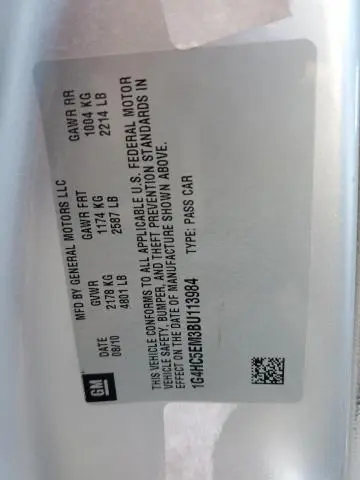 MFD BY GENERAL MOTORS LLC
DATE GVWR GAWR FRT GAWR RR
08/10 2178 KG 1174 KG 1004 KG
4801 LB 2587 LB 2214 LB
THIS VEHICLE CONFORMS TO ALL APPLICABLE U.S. FEDERAL MOTOR
VEHICLE SAFETY, BUMPER, AND THEFT PREVENTION STANDARDS IN
EFFECT ON THE DATE OF MANUFACTURE SHOWN ABOVE.
1G4HC5EM3BU113984 TYPE: PASS CAR
GM